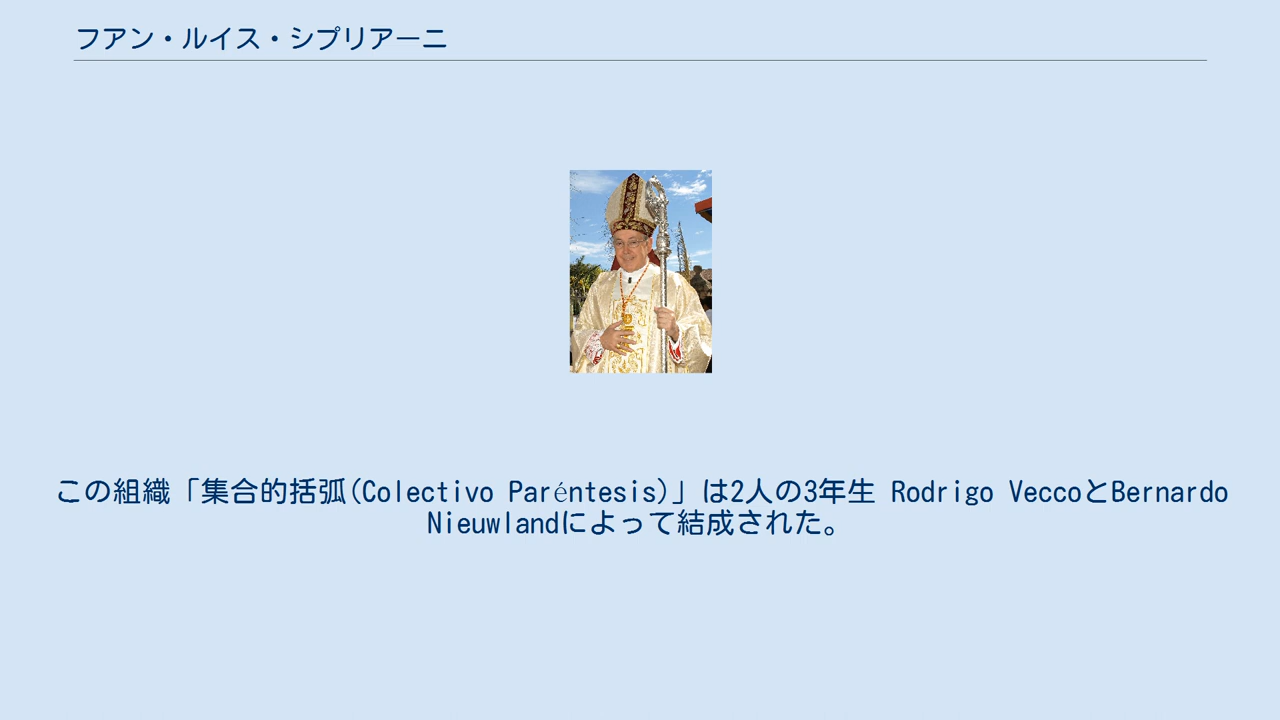 フアン・ルイス・シプリアーニ
この組織「集合的括弧(Colectivo Paréntesis)」は2人の3年生 Rodrigo VeccoとBernardo
Nieuwlandによって結成された。